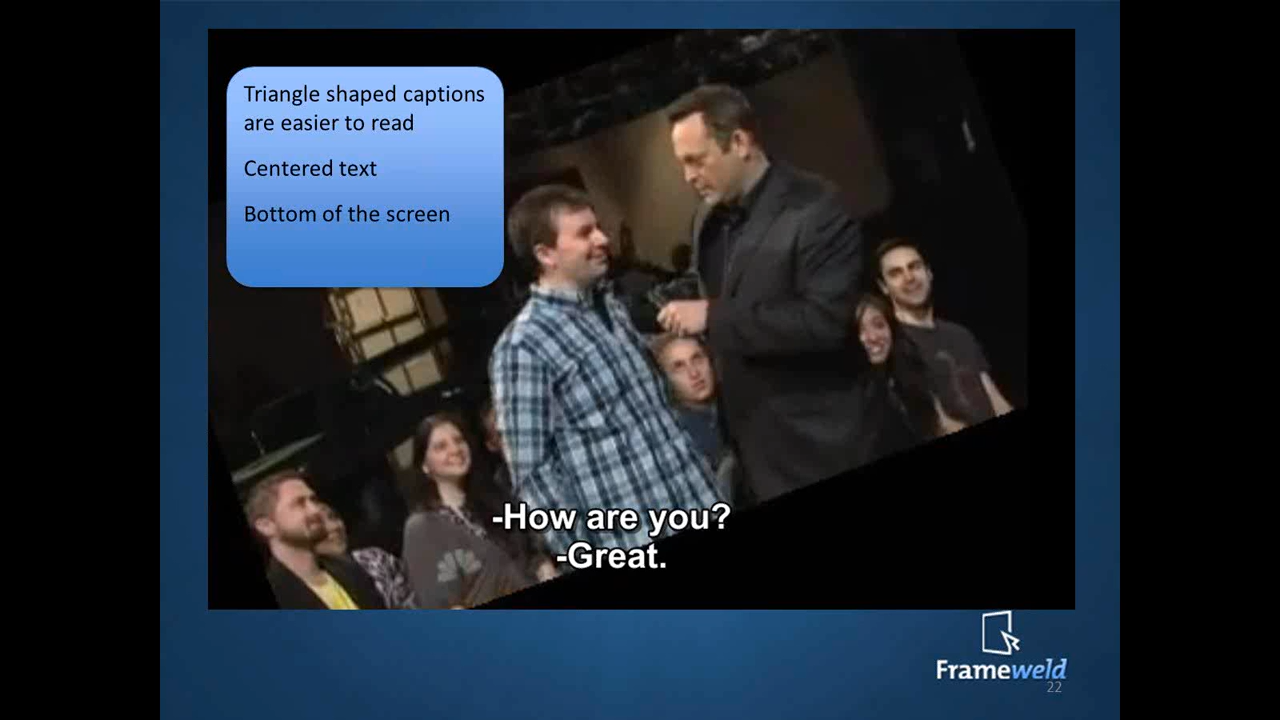 Triangle shaped captions
are easier to read
Centered text
Bottom of the screen
-How are you?
-Great.
Frameweld
22